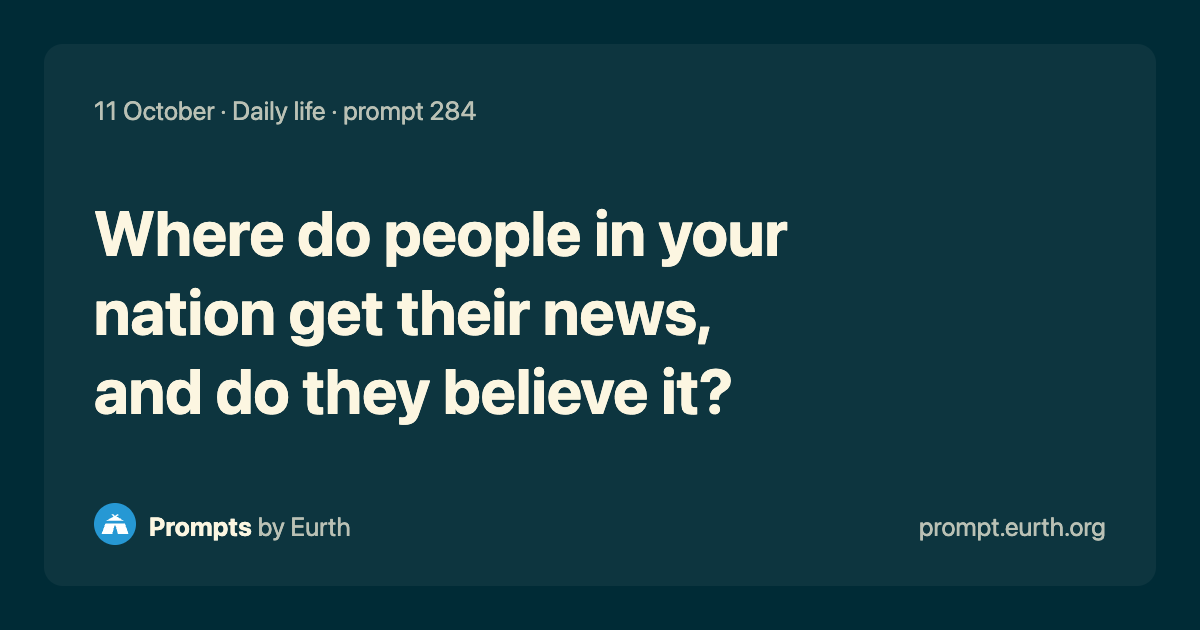 11 October · Daily life · prompt 284
Where do people in your
nation get their news,
and do they believe it?
Prompts by Eurth
prompt.eurth.org